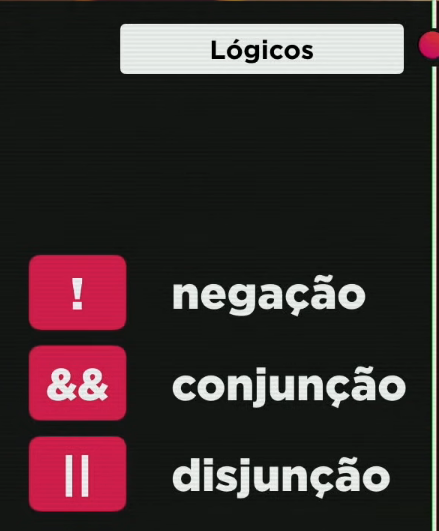 Lógicos
! negação
&& conjunção
|| disjunção